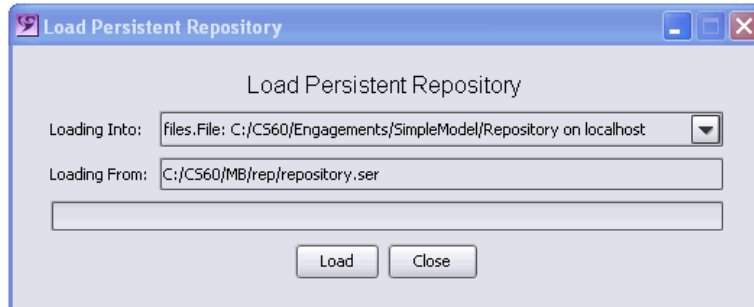 Load Persistent Repository
Load Persistent Repository
Loading Into: files.File: C:/CS60/Engagements/SimpleModel/Repository on localhost
Loading From: C:/CS60/MB/rep/repository.ser
Load Close